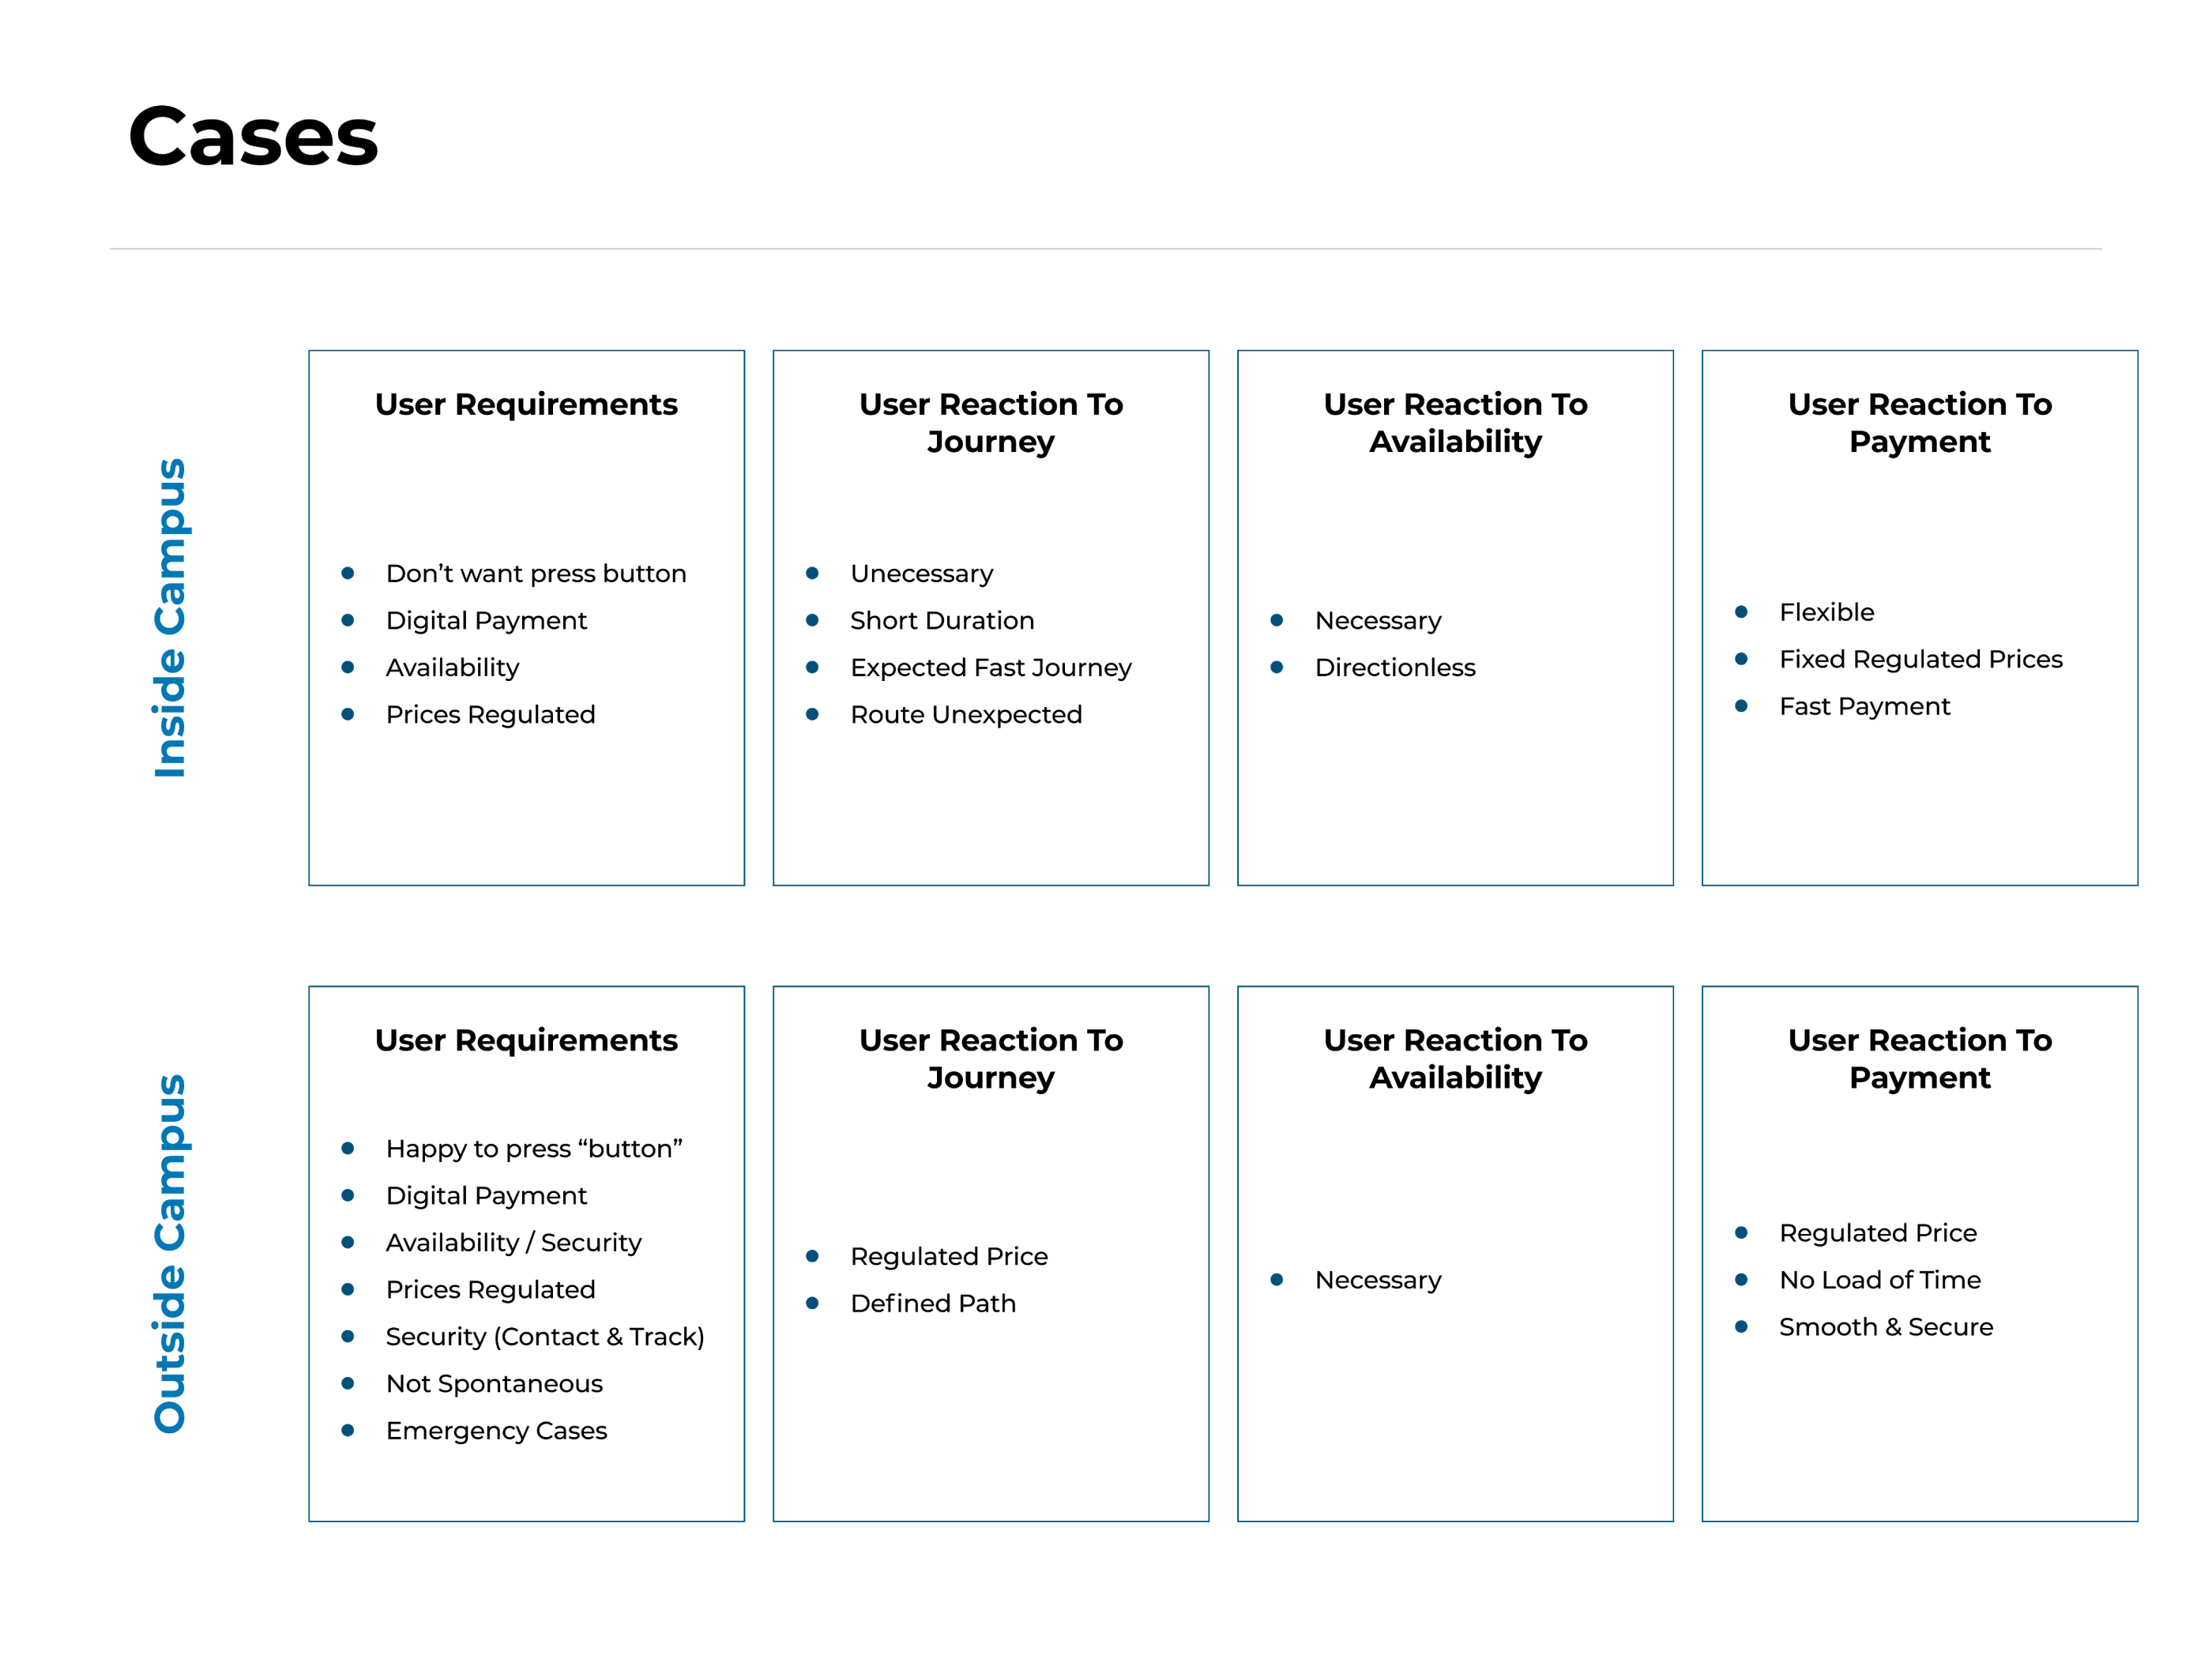 Cases
Inside Campus
User Requirements
Don’t want press button
Digital Payment
Availability
Prices Regulated
User Reaction To
Journey
Unecessary
Short Duration
Expected Fast Journey
Route Unexpected
User Reaction To
Availability
Necessary
Directionless
User Reaction To
Payment
Flexible
Fixed Regulated Prices
Fast Payment
Outside Campus
User Requirements
Happy to press “button”
Digital Payment
Availability / Security
Prices Regulated
Security (Contact & Track)
Not Spontaneous
Emergency Cases
User Reaction To
Journey
Regulated Price
Defined Path
User Reaction To
Availability
Necessary
User Reaction To
Payment
Regulated Price
No Load of Time
Smooth & Secure